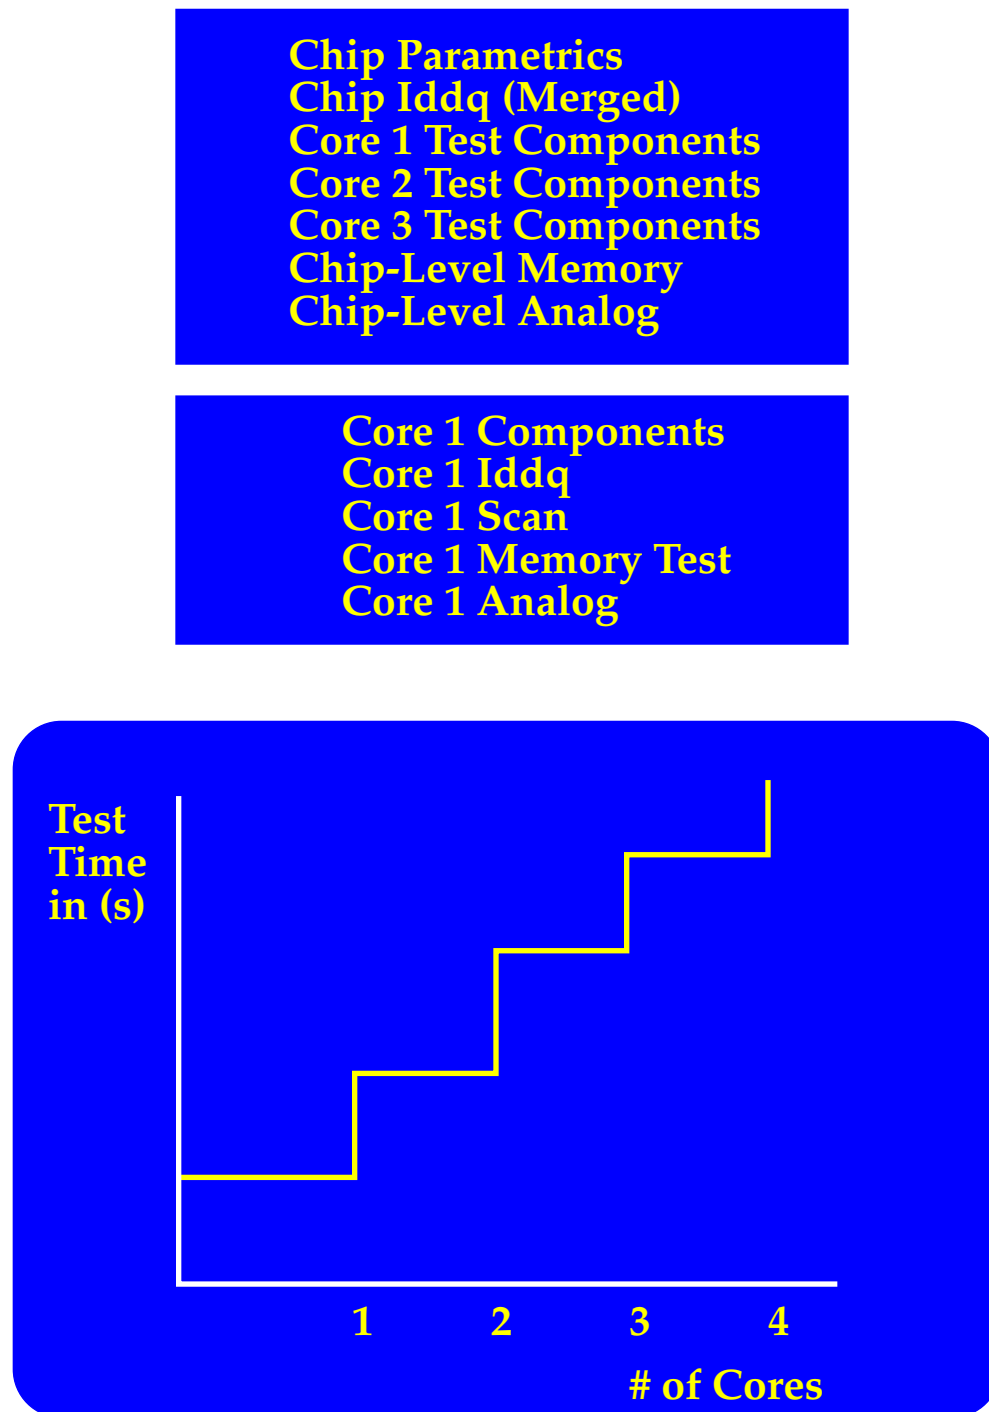 Chip Parametrics
Chip Iddq (Merged)
Core 1 Test Components
Core 2 Test Components
Core 3 Test Components
Chip-Level Memory
Chip-Level Analog
Core 1 Components
Core 1 Iddq
Core 1 Scan
Core 1 Memory Test
Core 1 Analog
Test
Time
in (s)
1 2 3 4
# of Cores